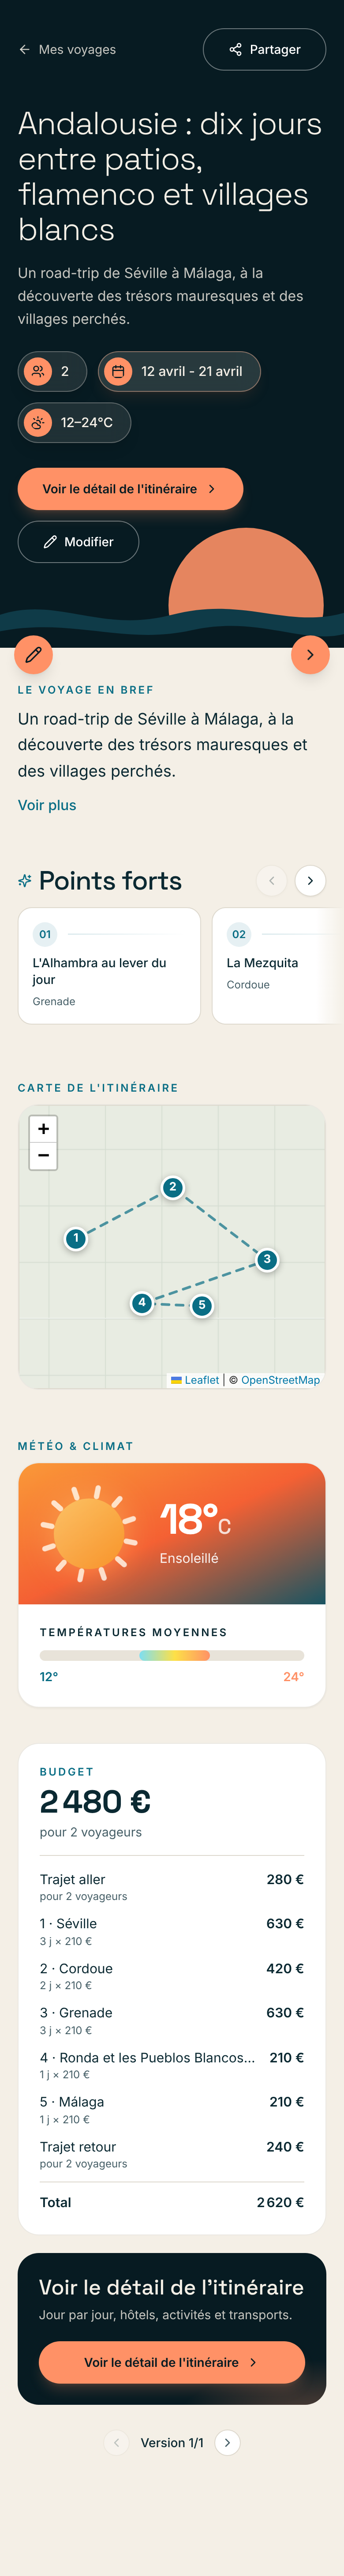 Mes voyages
Partager
Andalousie : dix jours
entre patios,
flamenco et villages
blancs
Un road-trip de Séville à Málaga, à la
découverte des trésors mauresques et des
villages perchés.
2
12 avril - 21 avril
12–24°C
Voir le détail de l'itinéraire
Modifier
LE VOYAGE EN BREF
Un road-trip de Séville à Málaga, à la
découverte des trésors mauresques et
des villages perchés.
Voir plus
Points forts
01
L'Alhambra au lever du
jour
Grenade
02
La Mezquita
Cordoue
CARTE DE L'ITINÉRAIRE
+
−
1
2
3
4
5
Leaflet | © OpenStreetMap
MÉTÉO & CLIMAT
18°C
Ensoleillé
TEMPÉRATURES MOYENNES
12°
24°
BUDGET
2 480 €
pour 2 voyageurs
Trajet aller 280 €
pour 2 voyageurs
1 · Séville 630 €
3 j × 210 €
2 · Cordoue 420 €
2 j × 210 €
3 · Grenade 630 €
3 j × 210 €
4 · Ronda et les Pueblos Blancos... 210 €
1 j × 210 €
5 · Málaga 210 €
1 j × 210 €
Trajet retour 240 €
pour 2 voyageurs
Total 2 620 €
Voir le détail de l’itinéraire
Jour par jour, hôtels, activités et transports.
Voir le détail de l'itinéraire
Version 1/1